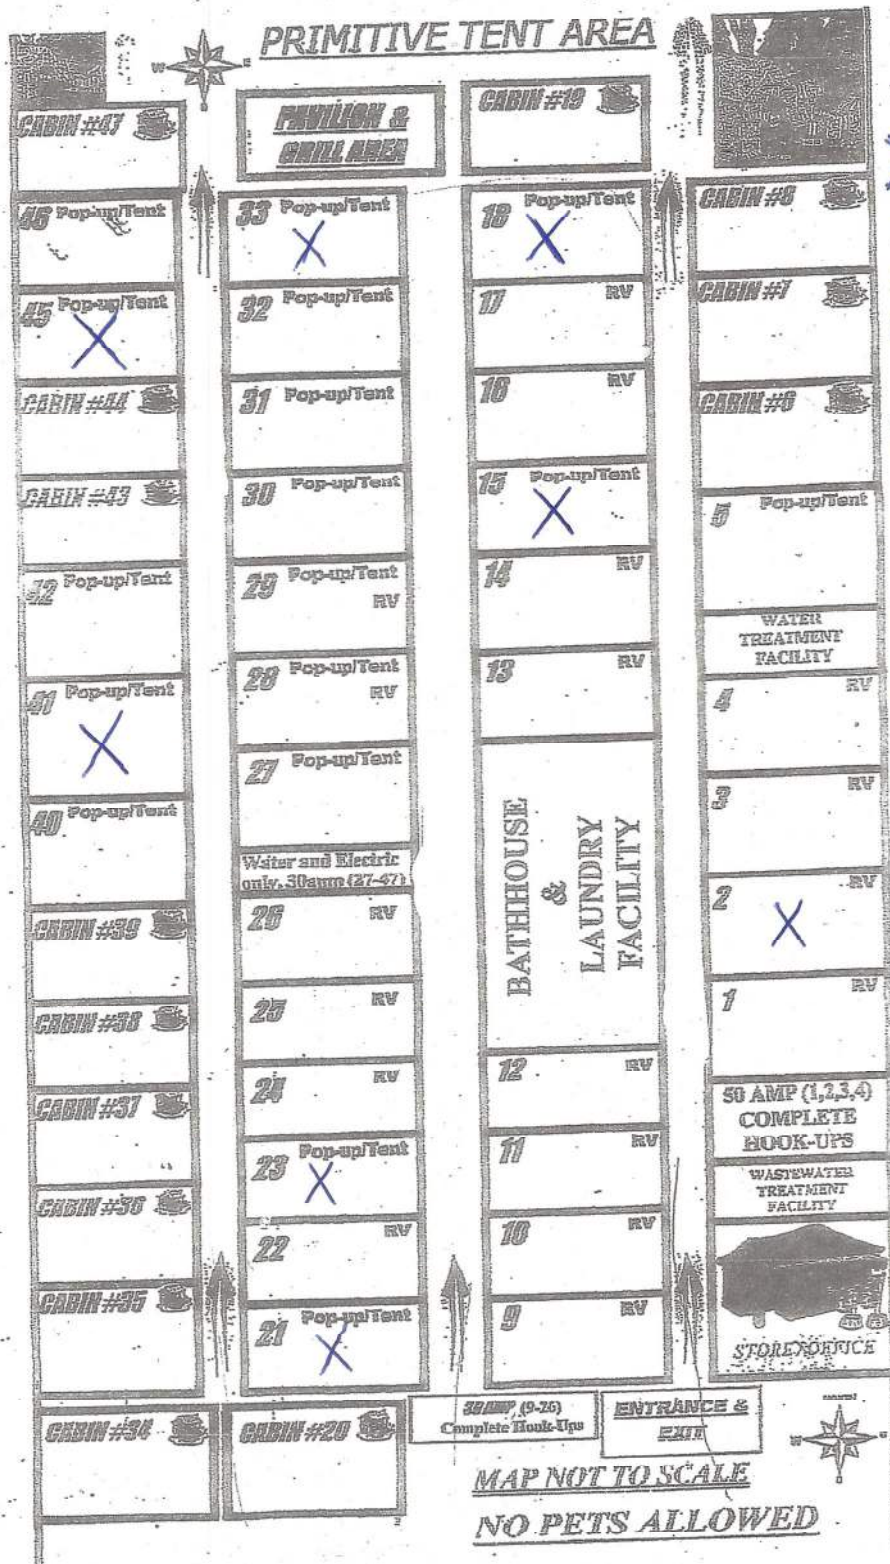 PRIMITIVE TENT AREA
W
E
CABIN #47
PAVILION &
GRILL AREA
CABIN #19
46 Pop-up/Tent
45 Pop-up/Tent
X
CABIN #44
CABIN #43
42 Pop-up/Tent
41 Pop-up/Tent
X
40 Pop-up/Tent
CABIN #39
CABIN #38
CABIN #37
CABIN #36
CABIN #35
CABIN #34
33 Pop-up/Tent
X
32 Pop-up/Tent
31 Pop-up/Tent
30 Pop-up/Tent
29 Pop-up/Tent
RV
28 Pop-up/Tent
RV
27 Pop-up/Tent
Water and Electric
only. 30amp (27-47)
26 RV
25 RV
24 RV
23 Pop-up/Tent
X
22 RV
21 Pop-up/Tent
X
CABIN #20
18 Pop-up/Tent
X
17 RV
16 RV
15 Pop-up/Tent
X
14 RV
13 RV
BATHHOUSE
&
LAUNDRY
FACILITY
12 RV
11 RV
10 RV
9 RV
CABIN #8
CABIN #7
CABIN #6
5 Pop-up/Tent
WATER
TREATMENT
FACILITY
4 RV
3 RV
2 RV
X
1 RV
50 AMP (1,2,3,4)
COMPLETE
HOOK-UPS
WASTEWATER
TREATMENT
FACILITY
STORE/OFFICE
30 AMP (9-26)
Complete Hook-Ups
ENTRANCE &
EXIT
MAP NOT TO SCALE
NO PETS ALLOWED